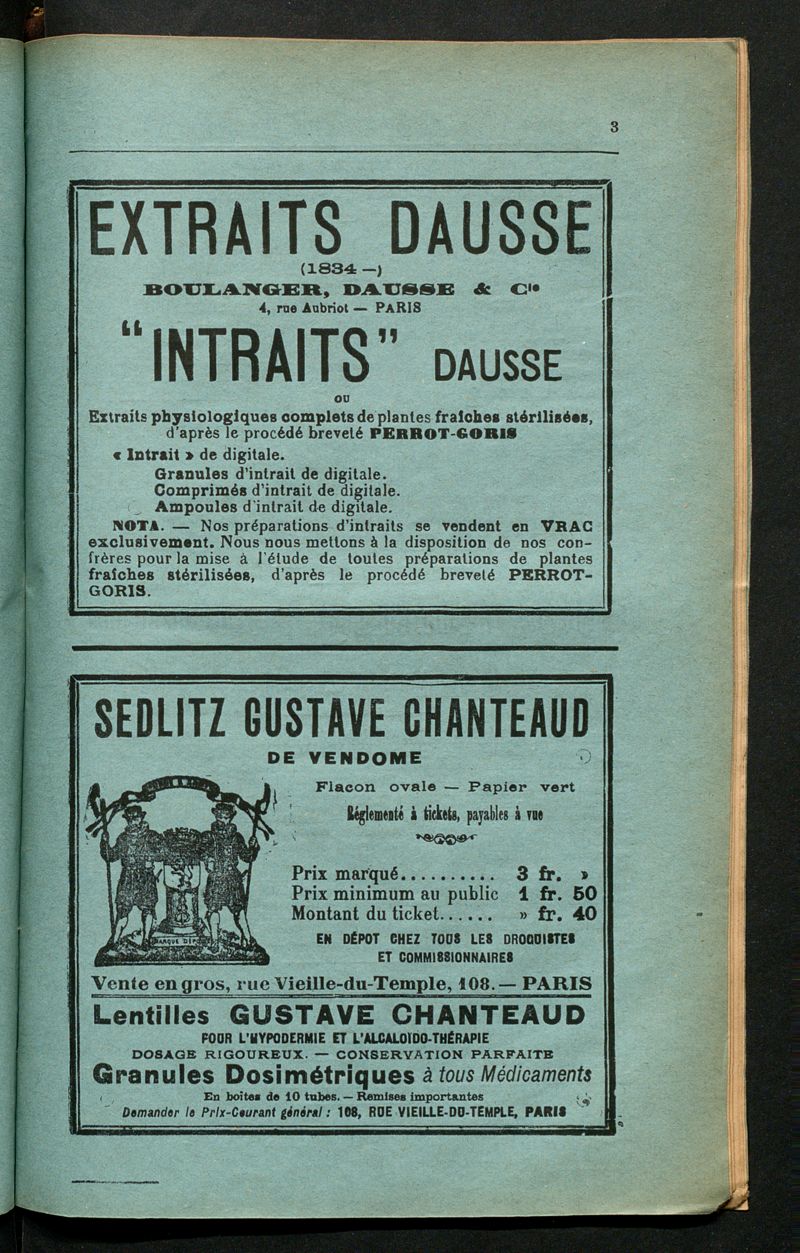 3
EXTRAITS DAUSSE
(1834 —)
BOULANGER, DAUSSE & Cie
4, rue Aubriot — PARIS
“INTRAITS” DAUSSE
OU
Extraits physiologiques complets de plantes fraîches stérilisées,
d'après le procédé breveté PERROT-GORIS
« Intrait » de digitale.
Granules d'intrait de digitale.
Comprimés d'intrait de digitale.
Ampoules d'intrait de digitale.
NOTA. — Nos préparations d'intraits se vendent en VRAC
exclusivement. Nous nous mettons à la disposition de nos con-
frères pour la mise à l'étude de toutes préparations de plantes
fraîches stérilisées, d'après le procédé breveté PERROT-
GORIS.
SEDLITZ GUSTAVE CHANTEAUD
DE VENDOME
Flacon ovale — Papier vert
Réglementé à tickets, payables à vue
Prix marqué.......... 3 fr. »
Prix minimum au public 1 fr. 50
Montant du ticket...... » fr. 40
MARQUE DÉP
EN DÉPOT CHEZ TOUS LES DROGUISTES
ET COMMISSIONNAIRES
Vente en gros, rue Vieille-du-Temple, 108. — PARIS
Lentilles GUSTAVE CHANTEAUD
POUR L'HYPODERMIE ET L'ALCALOÏDO-THÉRAPIE
DOSAGE RIGOUREUX. — CONSERVATION PARFAITE
Granules Dosimétriques à tous Médicaments
En boîtes de 10 tubes. — Remises importantes
Demander le Prix-Courant général : 108, RUE VIEILLE-DU-TEMPLE, PARIS